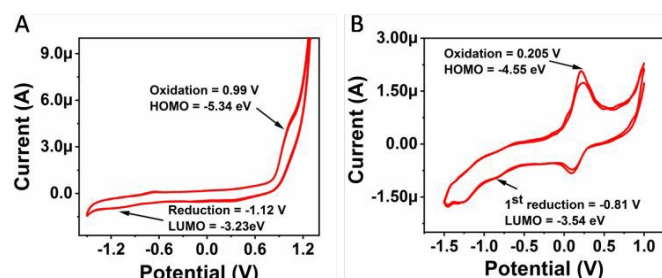 A
9.0µ
6.0µ
3.0µ
0.0
Current (A)
Oxidation = 0.99 V
HOMO = -5.34 eV
Reduction = -1.12 V
LUMO = -3.23eV
-1.2 -0.6 0.0 0.6 1.2
Potential (V)
B
3.00µ
1.50µ
0.00
-1.50µ
Current (A)
Oxidation = 0.205 V
HOMO = -4.55 eV
1st reduction = -0.81 V
LUMO = -3.54 eV
-1.5 -1.0 -0.5 0.0 0.5 1.0
Potential (V)